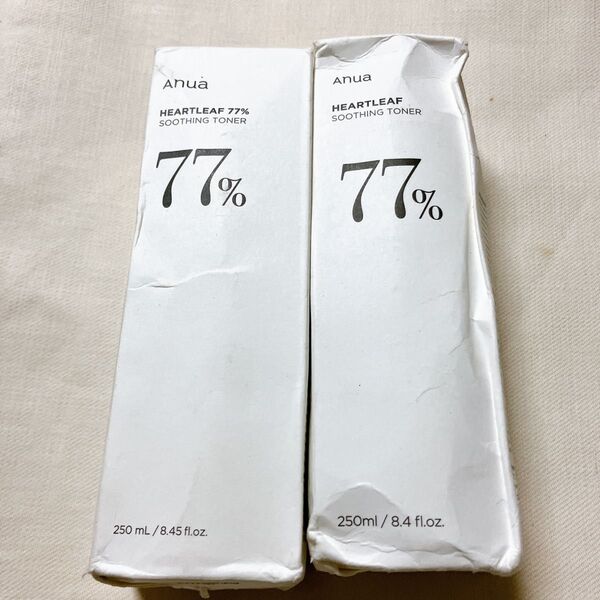 Anua
HEARTLEAF 77%
SOOTHING TONER
77%
250 mL / 8.45 fl.oz.
Anua
HEARTLEAF
SOOTHING TONER
77%
250ml / 8.4 fl.oz.